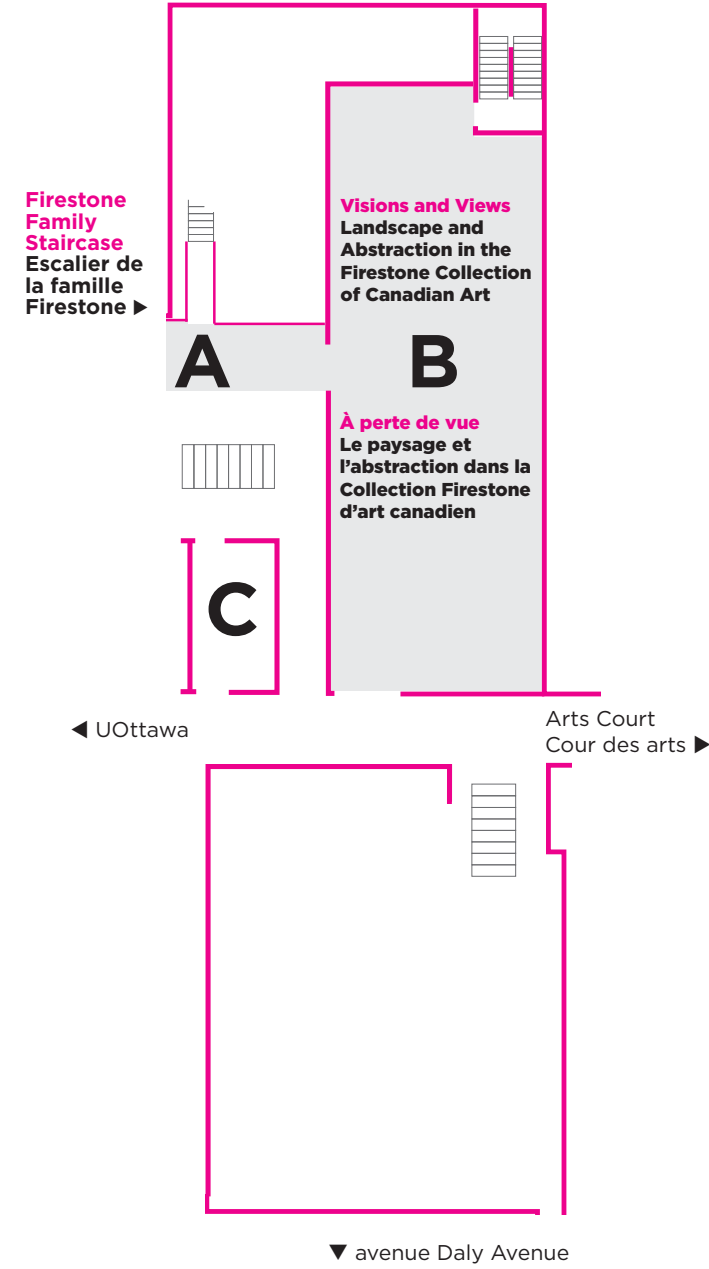 Firestone
Family
Staircase
Escalier de
la famille
Firestone ▶
Visions and Views
Landscape and
Abstraction in the
Firestone Collection
of Canadian Art
A
B
À perte de vue
Le paysage et
l’abstraction dans la
Collection Firestone
d’art canadien
C
◀ UOttawa
Arts Court
Cour des arts ▶
▼ avenue Daly Avenue